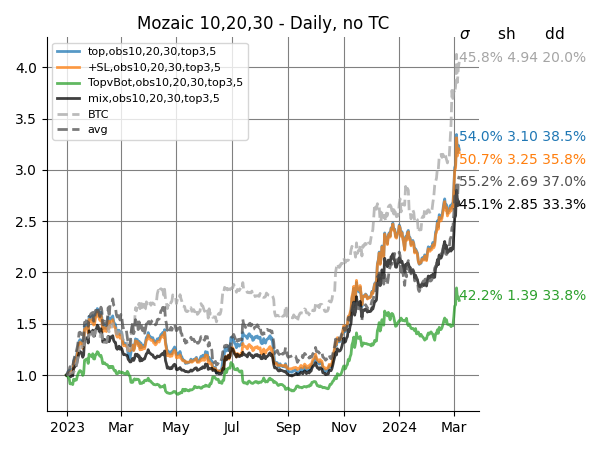 Mozaic 10,20,30 - Daily, no TC
σ sh dd
top,obs10,20,30,top3,5
+SL,obs10,20,30,top3,5
TopvBot,obs10,20,30,top3,5
mix,obs10,20,30,top3,5
BTC
avg
45.8% 4.94 20.0%
54.0% 3.10 38.5%
50.7% 3.25 35.8%
55.2% 2.69 37.0%
45.1% 2.85 33.3%
42.2% 1.39 33.8%
4.0
3.5
3.0
2.5
2.0
1.5
1.0
2023 Mar May Jul Sep Nov 2024 Mar